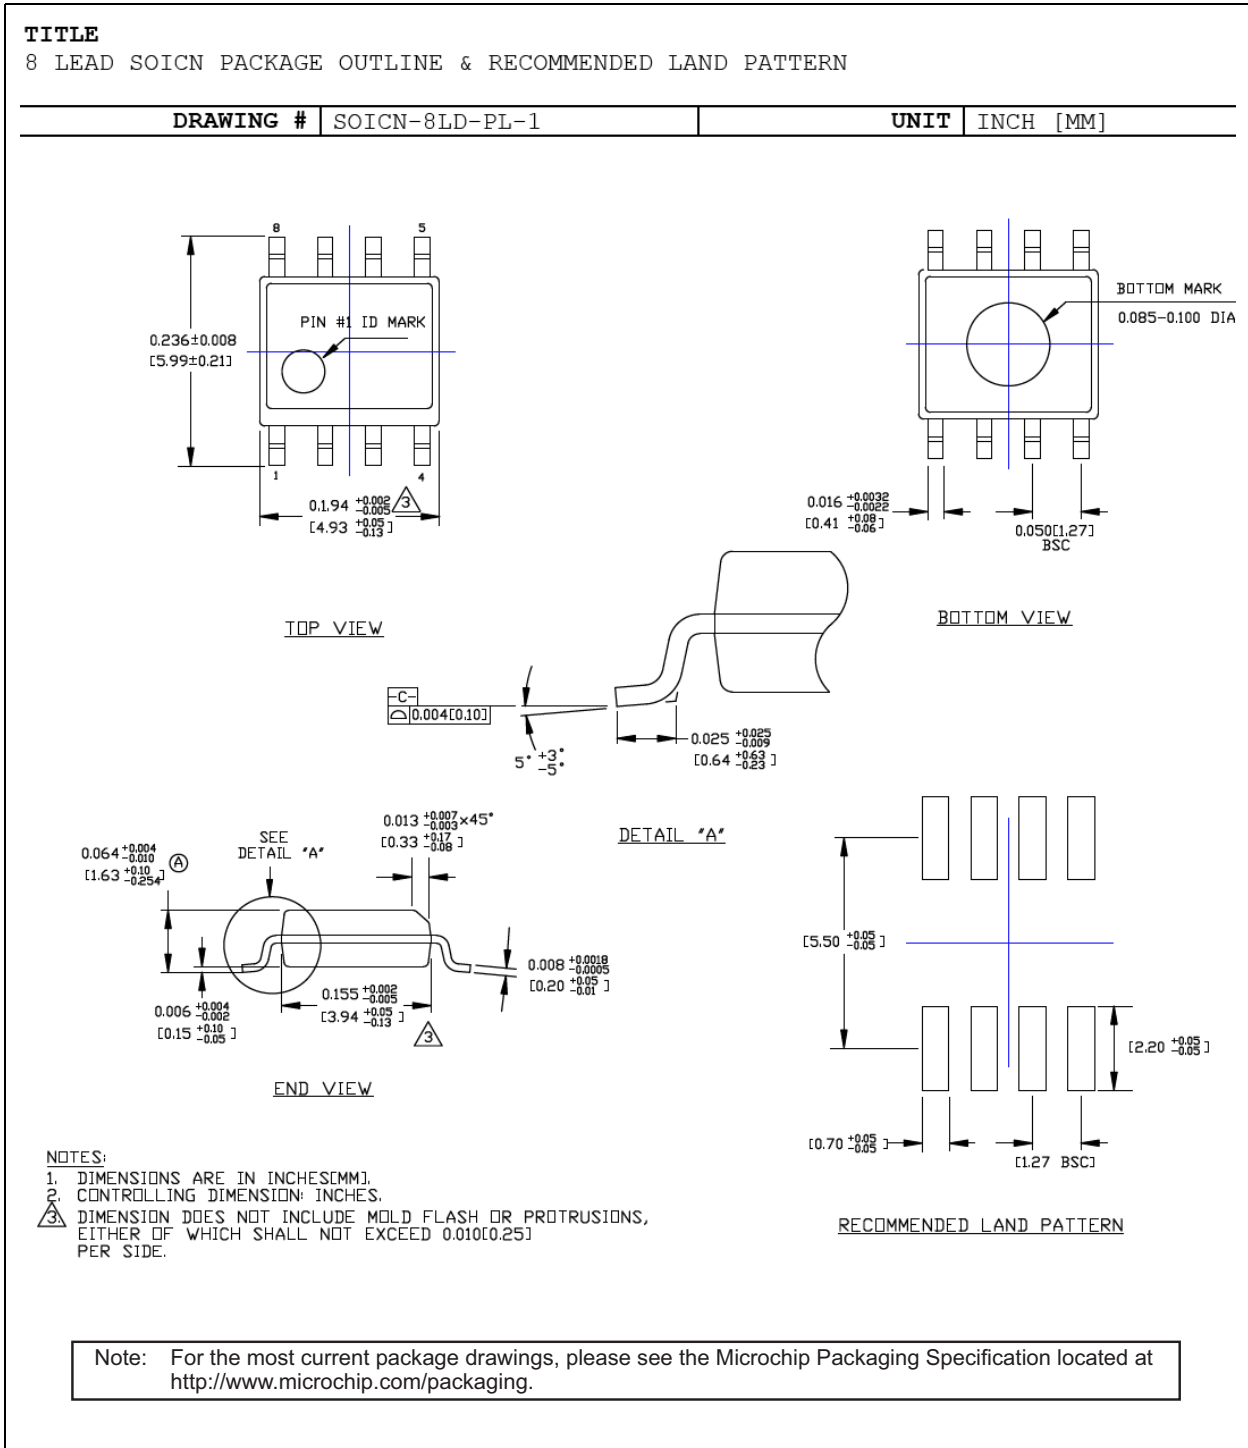 TITLE
8 LEAD SOICN PACKAGE OUTLINE & RECOMMENDED LAND PATTERN
DRAWING # SOICN-8LD-PL-1 UNIT INCH [MM]
8 5
PIN #1 ID MARK
0.236±0.008
[5.99±0.21]
1 4
0.1.94 +0.002 -0.005 3
[4.93 +0.05 -0.13 ]
TOP VIEW
BOTTOM MARK
0.085-0.100 DIA
0.016 +0.0032 -0.0022
[0.41 +0.08 -0.06 ]
0.050[1.27]
BSC
BOTTOM VIEW
-C-
0.004[0.10]
5° +3° -5°
0.025 +0.025 -0.009
[0.64 +0.63 -0.23 ]
DETAIL "A"
0.013 +0.007 -0.003 ×45°
[0.33 +0.17 -0.08 ]
SEE
DETAIL "A"
0.064 +0.004 -0.010 A
[1.63 +0.10 -0.254 ]
0.008 +0.0018 -0.0005
[0.20 +0.05 -0.01 ]
0.155 +0.002 -0.005
[3.94 +0.05 -0.13 ]
3
0.006 +0.004 -0.002
[0.15 +0.10 -0.05 ]
END VIEW
[5.50 +0.05 -0.05 ]
[2.20 +0.05 -0.05 ]
[0.70 +0.05 -0.05 ]
[1.27 BSC]
RECOMMENDED LAND PATTERN
NOTES:
1. DIMENSIONS ARE IN INCHES[MM].
2. CONTROLLING DIMENSION: INCHES.
3. DIMENSION DOES NOT INCLUDE MOLD FLASH OR PROTRUSIONS,
EITHER OF WHICH SHALL NOT EXCEED 0.010[0.25]
PER SIDE.
Note: For the most current package drawings, please see the Microchip Packaging Specification located at
http://www.microchip.com/packaging.